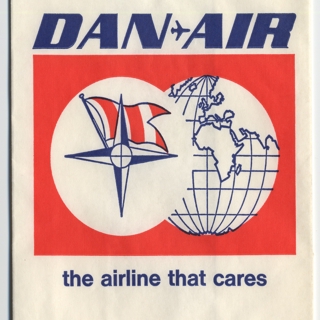 DAN-AIR
the airline that cares